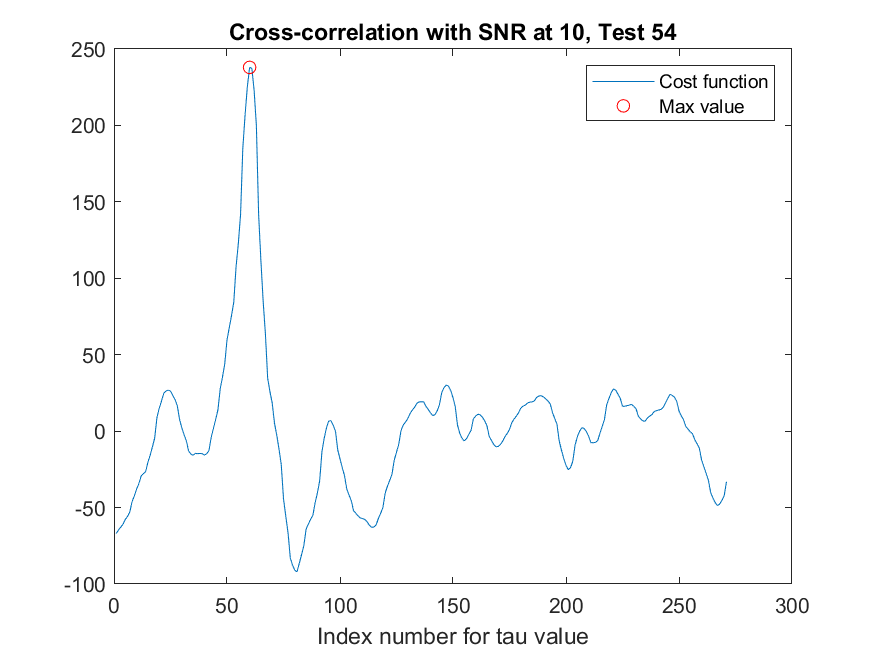 Cross-correlation with SNR at 10, Test 54
250
200
150
100
50
0
-50
-100
0 50 100 150 200 250 300
Cost function
Max value
Index number for tau value